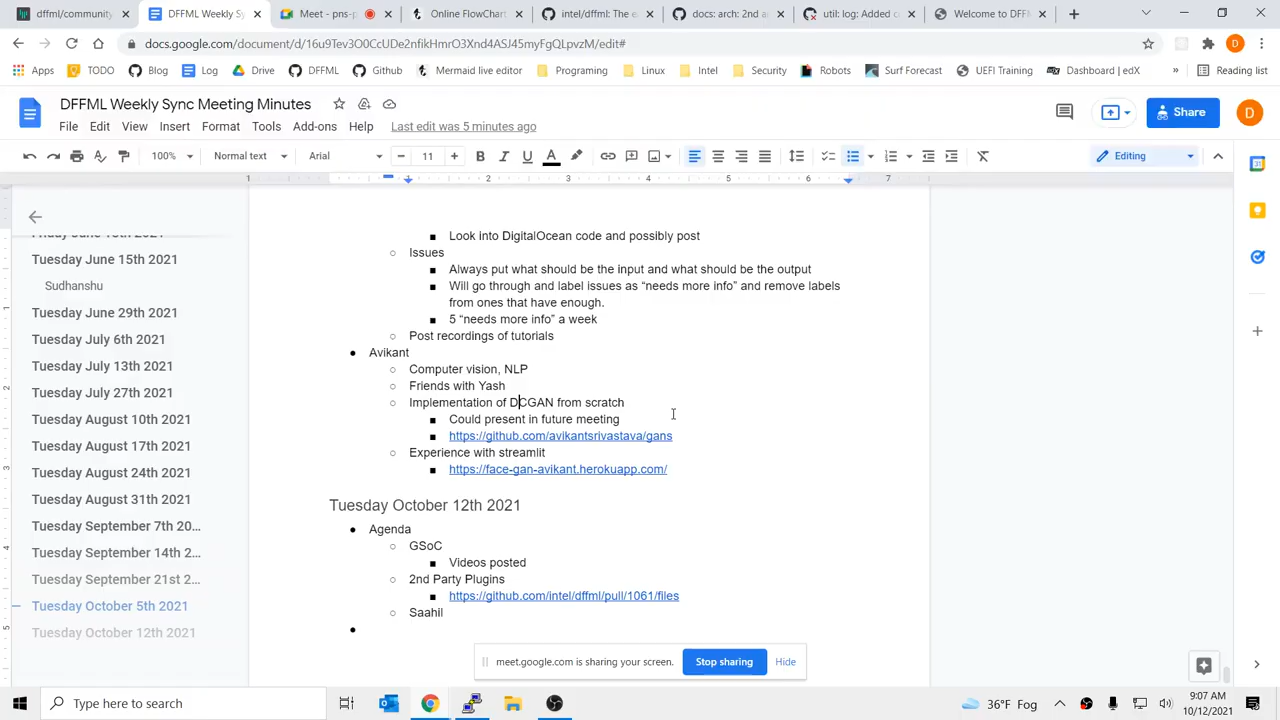 dffml/community
DFFML Weekly Sync
Meet - pns-p
Online FlowChart
intel/dffml: The e
docs: arch: 2nd a
util: log: Added c
Welcome to DFFM
docs.google.com/document/d/16u9Tev3O0CcUDe2nfikHmrO3Xnd4ASJ45myFgQLpvzM/edit#
Apps
TODO
Blog
Log
Drive
DFFML
Github
Mermaid live editor
Programing
Linux
Intel
Security
Robots
Surf Forecast
UEFI Training
Dashboard | edX
»
Reading list
DFFML Weekly Sync Meeting Minutes
File Edit View Insert Format Tools Add-ons Help Last edit was 5 minutes ago
Share
D
100% Normal text Arial 11 Editing
1 1 2 3 4 5 6 7
Friday June 18th 2021
Tuesday June 15th 2021
Sudhanshu
Tuesday June 29th 2021
Tuesday July 6th 2021
Tuesday July 13th 2021
Tuesday July 27th 2021
Tuesday August 10th 2021
Tuesday August 17th 2021
Tuesday August 24th 2021
Tuesday August 31th 2021
Tuesday September 7th 20...
Tuesday September 14th 2...
Tuesday September 21st 2...
Tuesday October 5th 2021
Tuesday October 12th 2021
Look into DigitalOcean code and possibly post
Issues
Always put what should be the input and what should be the output
Will go through and label issues as “needs more info” and remove labels
from ones that have enough.
5 “needs more info” a week
Post recordings of tutorials
Avikant
Computer vision, NLP
Friends with Yash
Implementation of DCGAN from scratch
Could present in future meeting
https://github.com/avikantsrivastava/gans
Experience with streamlit
https://face-gan-avikant.herokuapp.com/
Tuesday October 12th 2021
Agenda
GSoC
Videos posted
2nd Party Plugins
https://github.com/intel/dffml/pull/1061/files
Saahil
meet.google.com is sharing your screen. Stop sharing Hide
Type here to search
36°F Fog
9:07 AM
10/12/2021